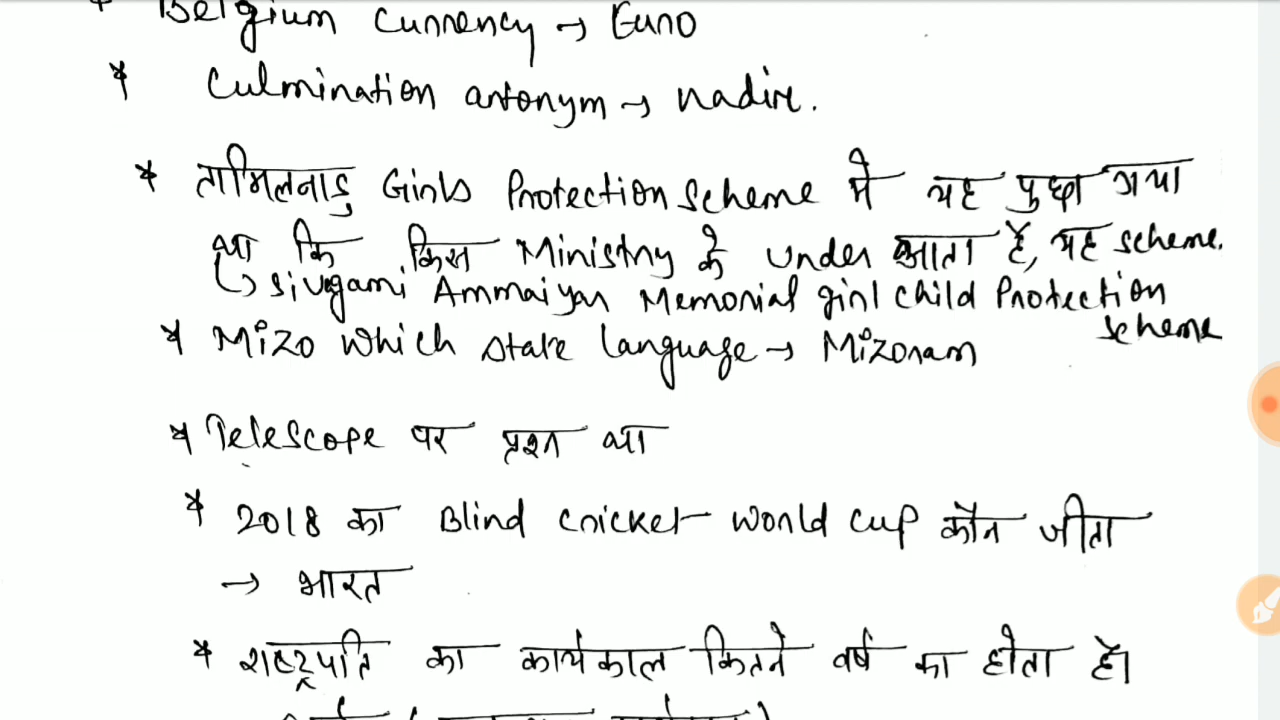 * Belgium Currency → Euro
* Culmination antonym → nadir.
* तामिलनाडु Girls Protection Scheme मे यह पुछा गया
था कि किस Ministry के under आता है, यह scheme.
↳ Sivagami Ammaiyar Memorial girl child Protection
scheme
* Mizo which state language → Mizoram
* Telescope पर प्रश्न था
* 2018 का Blind cricket world cup कौन जीता
→ भारत
* राष्ट्रपति का कार्यकाल कितने वर्ष का होता है।